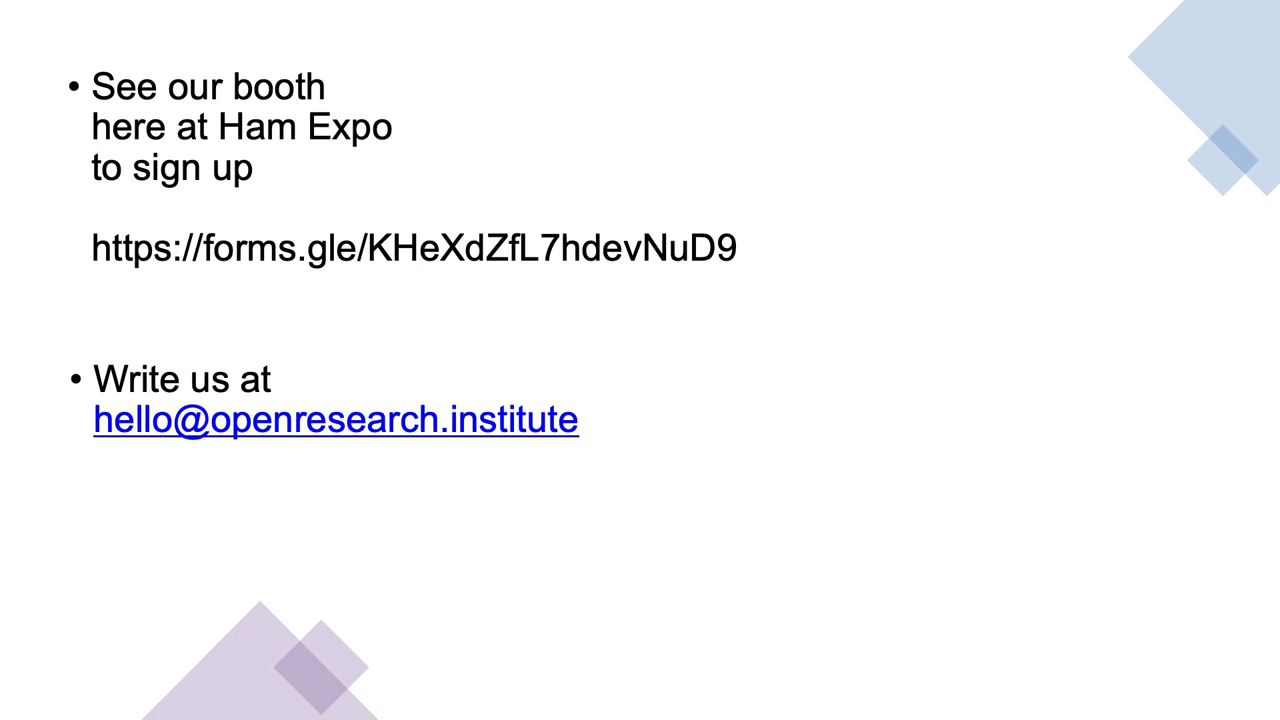 • See our booth
here at Ham Expo
to sign up
https://forms.gle/KHeXdZfL7hdevNuD9
• Write us at
hello@openresearch.institute